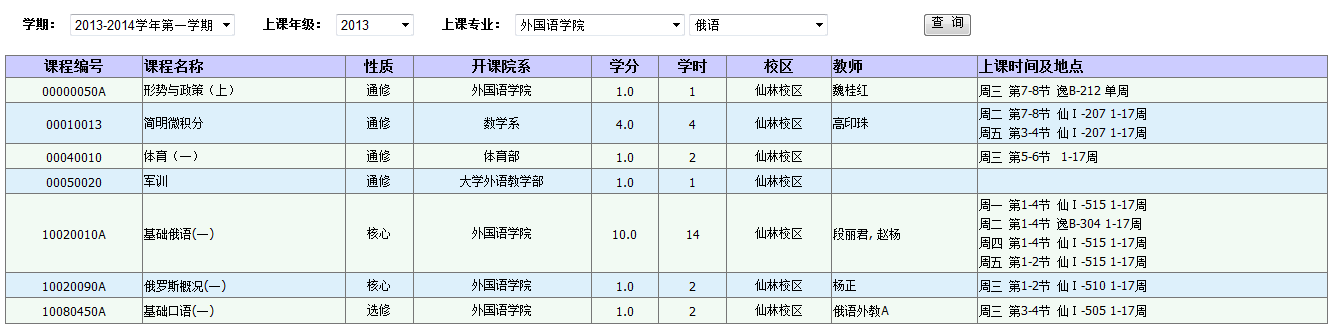 学期： 2013-2014学年第一学期 上课年级： 2013 上课专业： 外国语学院 俄语 查 询
课程编号 课程名称 性质 开课院系 学分 学时 校区 教师 上课时间及地点
00000050A 形势与政策（上） 通修 外国语学院 1.0 1 仙林校区 魏桂红 周三 第7-8节 逸B-212 单周
00010013 简明微积分 通修 数学系 4.0 4 仙林校区 高印珠 周二 第7-8节 仙Ⅰ-207 1-17周
周五 第3-4节 仙Ⅰ-207 1-17周
00040010 体育（一） 通修 体育部 1.0 2 仙林校区 周三 第5-6节 1-17周
00050020 军训 通修 大学外语教学部 1.0 1 仙林校区
10020010A 基础俄语(一) 核心 外国语学院 10.0 14 仙林校区 段丽君, 赵杨 周一 第1-4节 仙Ⅰ-515 1-17周
周二 第1-4节 逸B-304 1-17周
周四 第1-4节 仙Ⅰ-515 1-17周
周五 第1-2节 仙Ⅰ-515 1-17周
10020090A 俄罗斯概况(一) 核心 外国语学院 1.0 2 仙林校区 杨正 周三 第1-2节 仙Ⅰ-510 1-17周
10080450A 基础口语(一) 选修 外国语学院 1.0 2 仙林校区 俄语外教A 周三 第3-4节 仙Ⅰ-505 1-17周